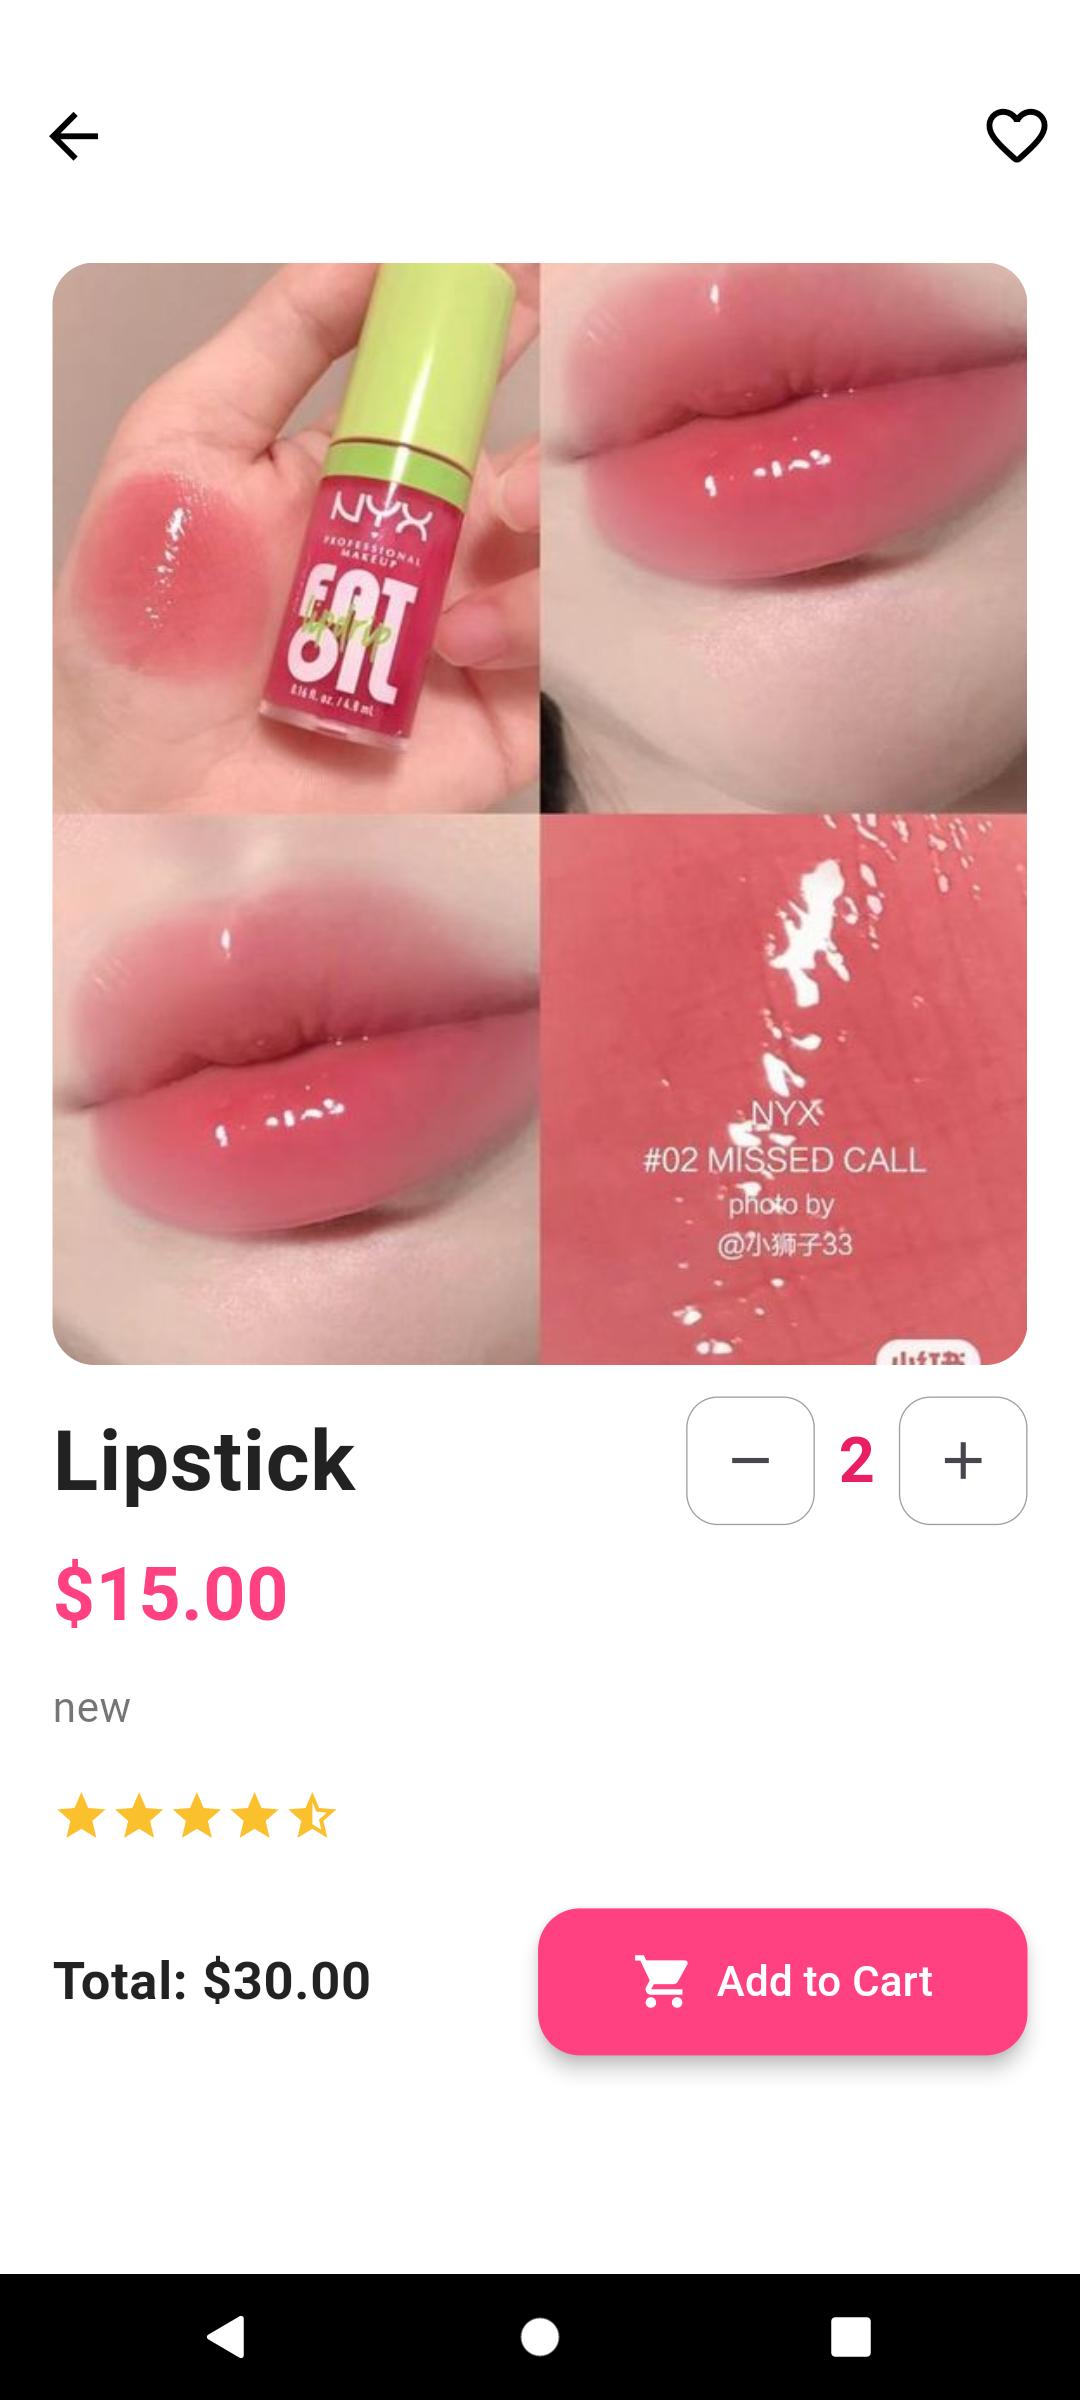 NYX
PROFESSIONAL
MAKEUP
FAT
lip drip
OIL
0.16 fl. oz. / 4.8 mL
NYX
#02 MISSED CALL
photo by
@小狮子33
小红书
Lipstick
2
$15.00
new
Total: $30.00
Add to Cart